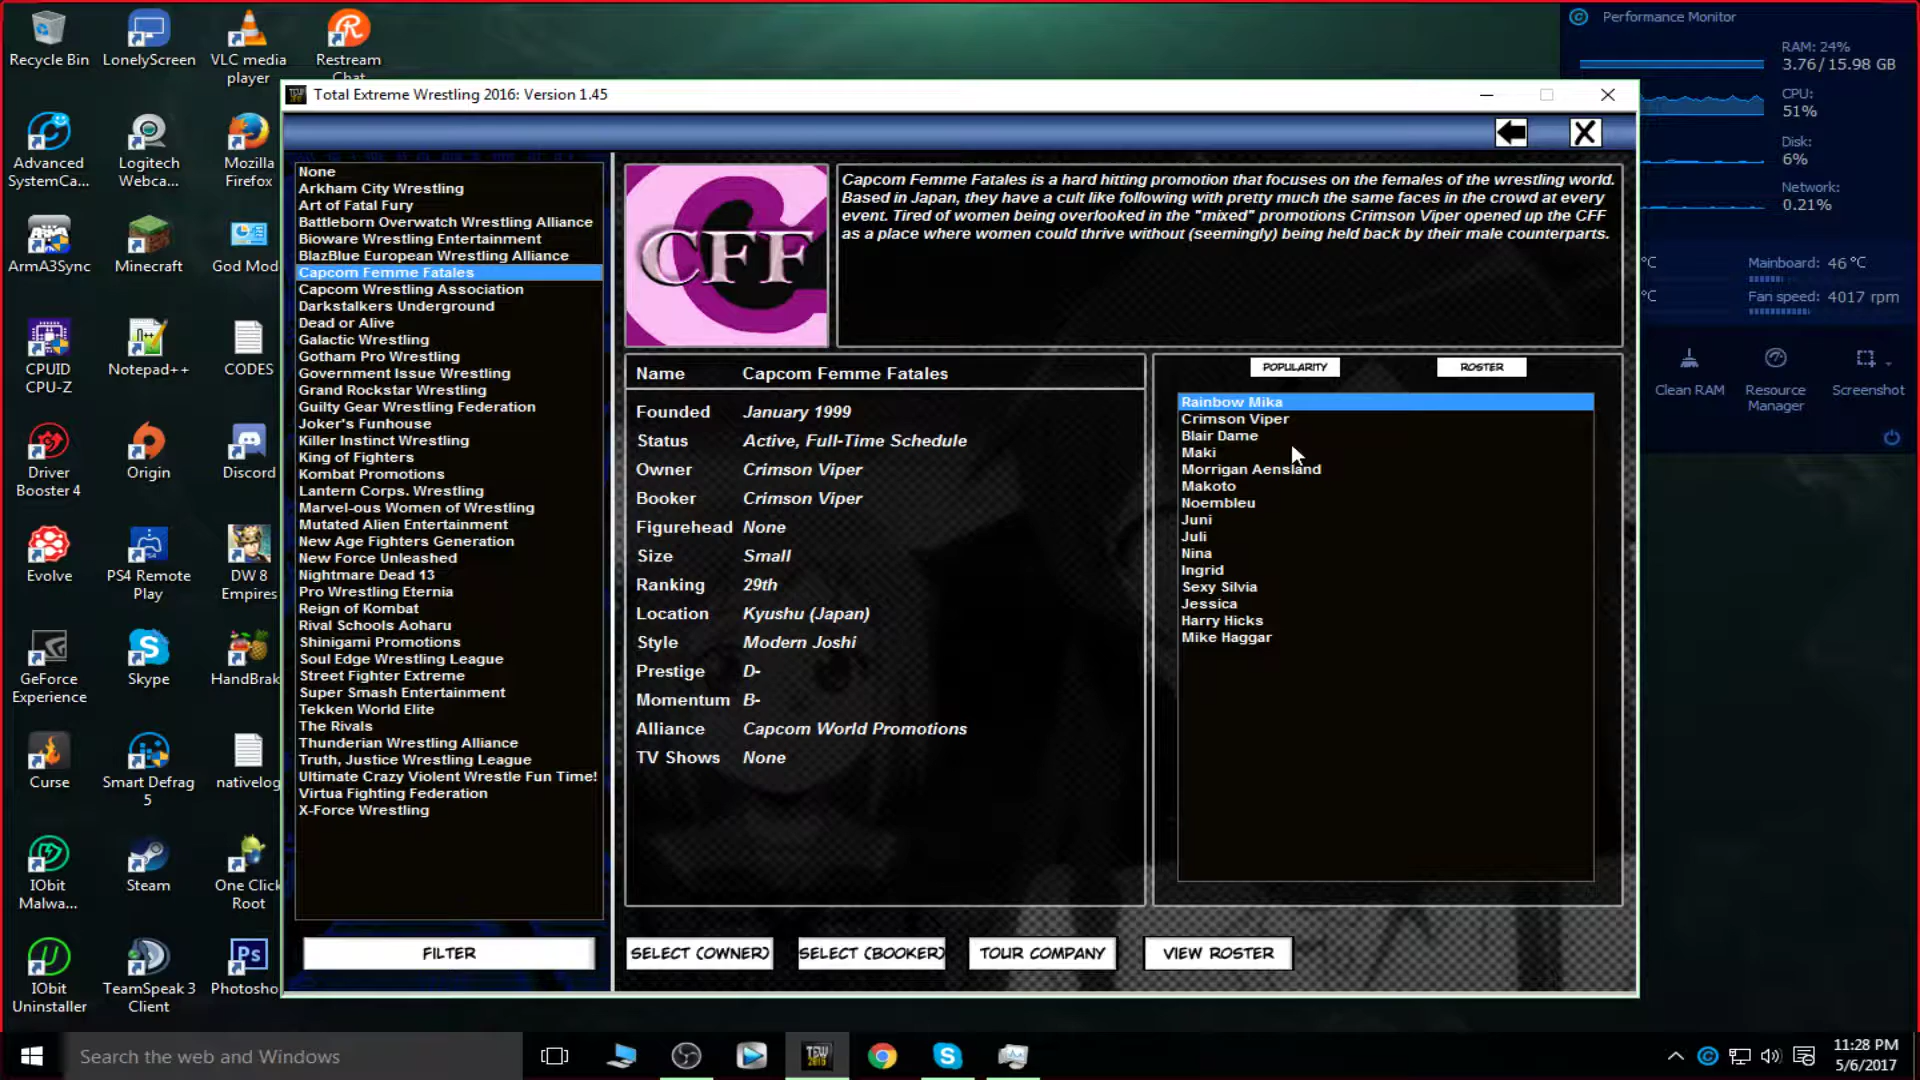 Recycle Bin
LonelyScreen
VLC media
player
Restream
Chat
Advanced
SystemCa...
Logitech
Webca...
Mozilla
Firefox
ArmA3Sync
Minecraft
God Mod
CPUID
CPU-Z
Notepad++
CODES
Driver
Booster 4
Origin
Discord
Evolve
PS4 Remote
Play
DW 8
Empires
GeForce
Experience
Skype
HandBrak
Curse
Smart Defrag
5
nativelog
IObit
Malwa...
Steam
One Click
Root
IObit
Uninstaller
TeamSpeak 3
Client
Photosho
Total Extreme Wrestling 2016: Version 1.45
None
Arkham City Wrestling
Art of Fatal Fury
Battleborn Overwatch Wrestling Alliance
Bioware Wrestling Entertainment
BlazBlue European Wrestling Alliance
Capcom Femme Fatales
Capcom Wrestling Association
Darkstalkers Underground
Dead or Alive
Galactic Wrestling
Gotham Pro Wrestling
Government Issue Wrestling
Grand Rockstar Wrestling
Guilty Gear Wrestling Federation
Joker's Funhouse
Killer Instinct Wrestling
King of Fighters
Kombat Promotions
Lantern Corps. Wrestling
Marvel-ous Women of Wrestling
Mutated Alien Entertainment
New Age Fighters Generation
New Force Unleashed
Nightmare Dead 13
Pro Wrestling Eternia
Reign of Kombat
Rival Schools Aoharu
Shinigami Promotions
Soul Edge Wrestling League
Street Fighter Extreme
Super Smash Entertainment
Tekken World Elite
The Rivals
Thunderian Wrestling Alliance
Truth, Justice Wrestling League
Ultimate Crazy Violent Wrestle Fun Time!
Virtua Fighting Federation
X-Force Wrestling
FILTER
CFF
Capcom Femme Fatales is a hard hitting promotion that focuses on the females of the wrestling world.
Based in Japan, they have a cult like following with pretty much the same faces in the crowd at every
event. Tired of women being overlooked in the "mixed" promotions Crimson Viper opened up the CFF
as a place where women could thrive without (seemingly) being held back by their male counterparts.
Name Capcom Femme Fatales
Founded January 1999
Status Active, Full-Time Schedule
Owner Crimson Viper
Booker Crimson Viper
Figurehead None
Size Small
Ranking 29th
Location Kyushu (Japan)
Style Modern Joshi
Prestige D-
Momentum B-
Alliance Capcom World Promotions
TV Shows None
POPULARITY ROSTER
Rainbow Mika
Crimson Viper
Blair Dame
Maki
Morrigan Aensland
Makoto
Noembleu
Juni
Juli
Nina
Ingrid
Sexy Silvia
Jessica
Harry Hicks
Mike Haggar
SELECT (OWNER) SELECT (BOOKER) TOUR COMPANY VIEW ROSTER
Performance Monitor
RAM: 24%
3.76/15.98 GB
CPU:
51%
Disk:
6%
Network:
0.21%
°C Mainboard: 46 °C
°C Fan speed: 4017 rpm
Clean RAM
Resource
Manager
Screenshot
Ps
TEW
2016
Search the web and Windows
11:28 PM
5/6/2017